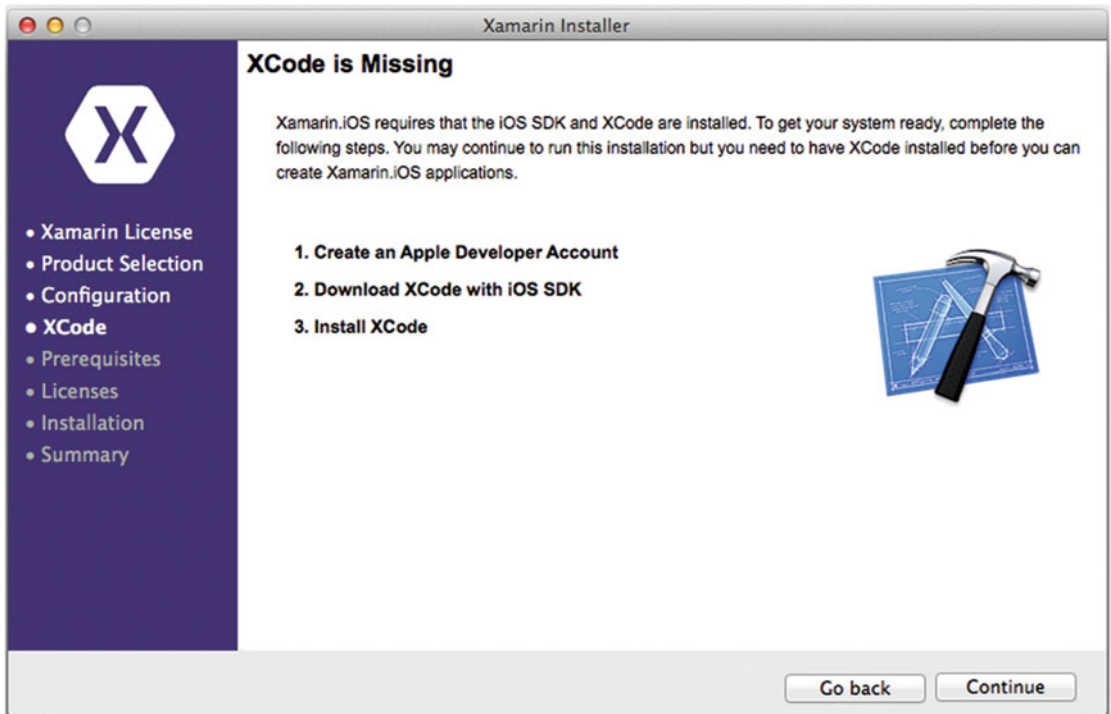 Xamarin Installer
XCode is Missing
Xamarin.iOS requires that the iOS SDK and XCode are installed. To get your system ready, complete the
following steps. You may continue to run this installation but you need to have XCode installed before you can
create Xamarin.iOS applications.
• Xamarin License
• Product Selection
• Configuration
• XCode
• Prerequisites
• Licenses
• Installation
• Summary
1. Create an Apple Developer Account
2. Download XCode with iOS SDK
3. Install XCode
Go back
Continue